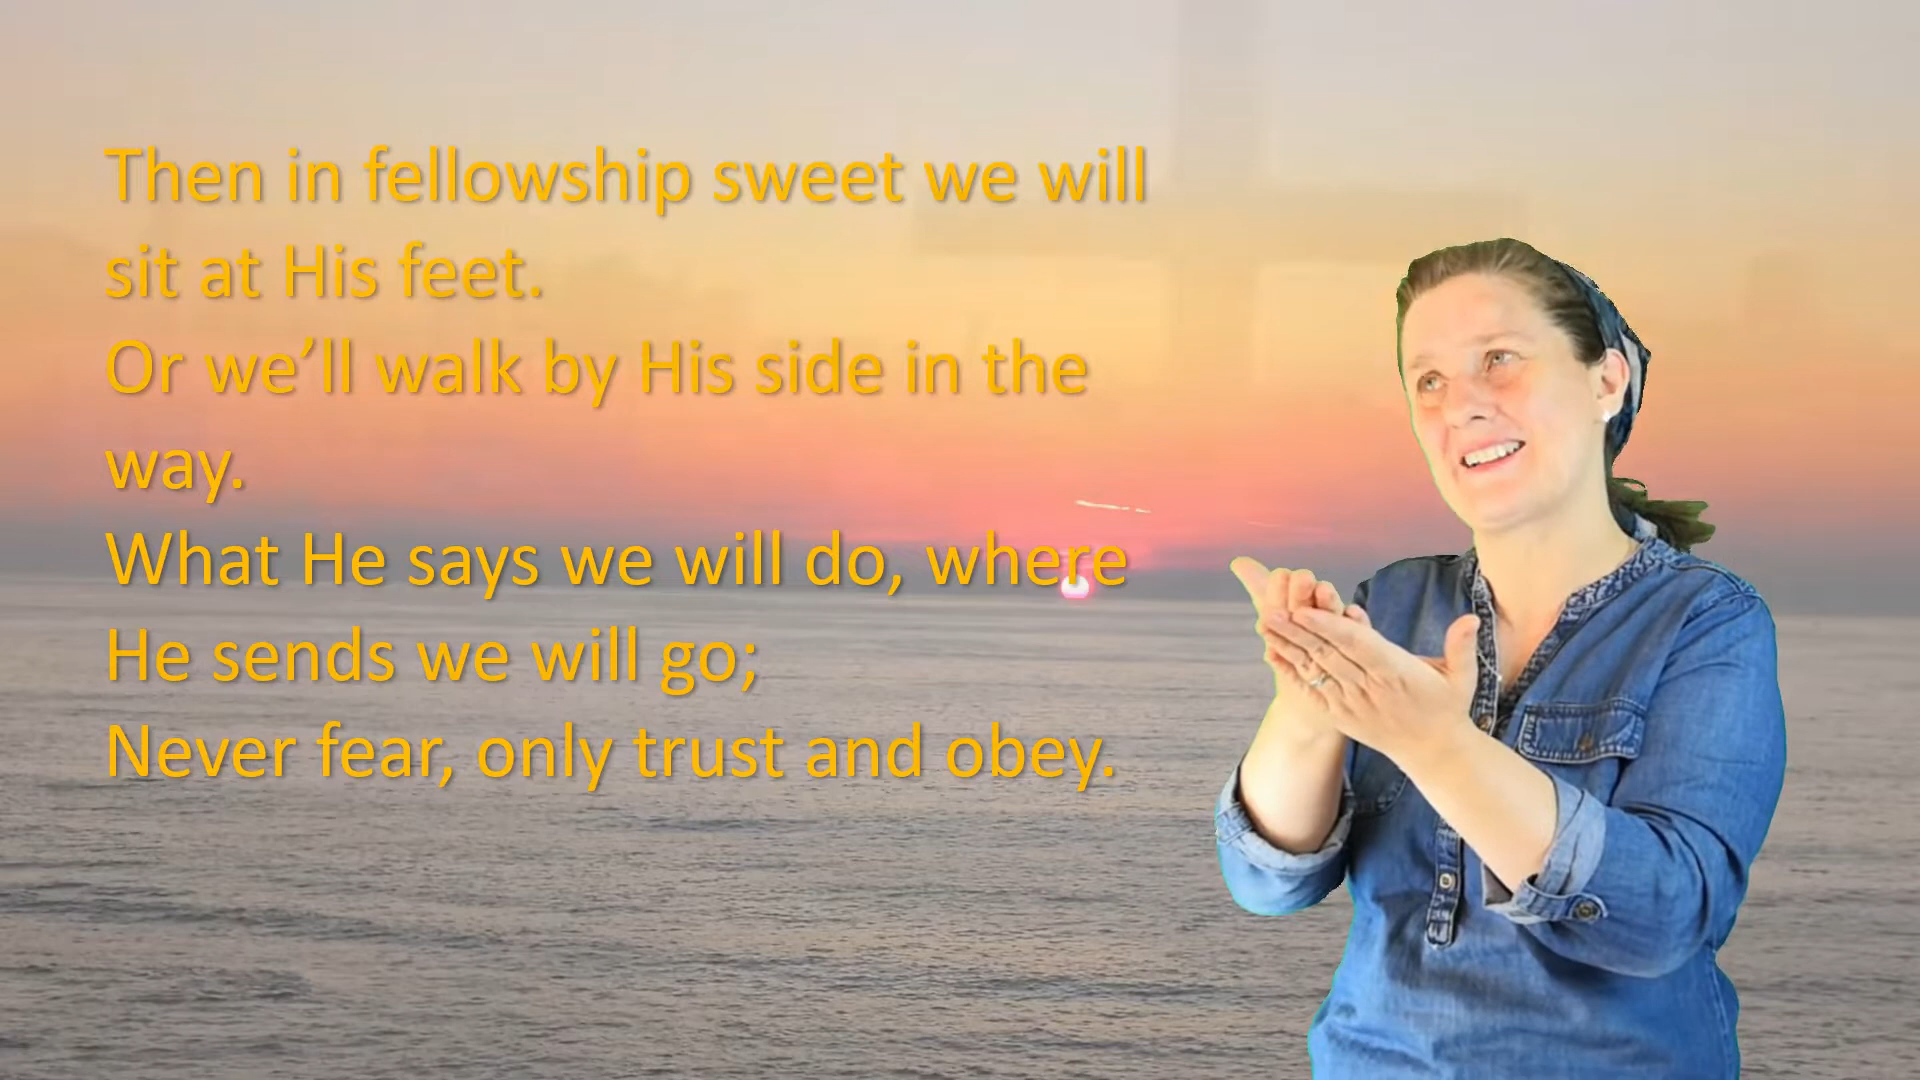 Then in fellowship sweet we will
sit at His feet.
Or we’ll walk by His side in the
way.
What He says we will do, where
He sends we will go;
Never fear, only trust and obey.